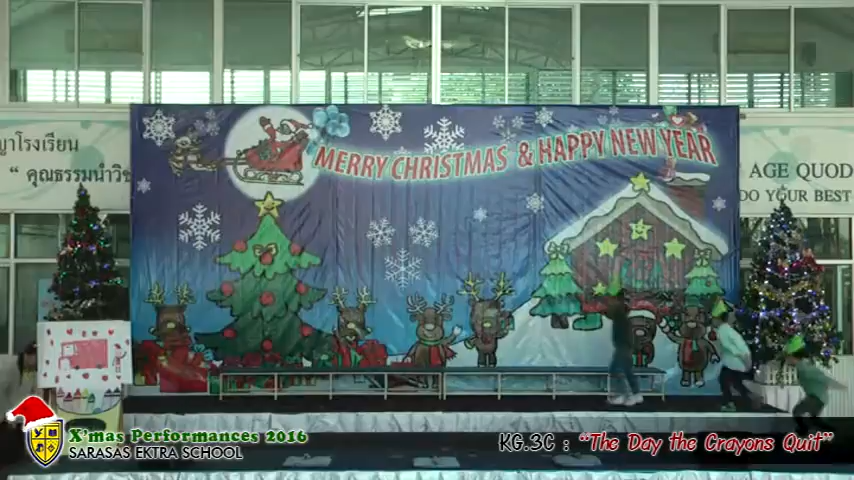 MERRY CHRISTMAS & HAPPY NEW YEAR
ญาโรงเรียน
" คุณธรรมนำวิช
AGE QUOD
DO YOUR BEST
X'mas Performances 2016
SARASAS EKTRA SCHOOL
KG.3C : "The Day the Crayons Quit"